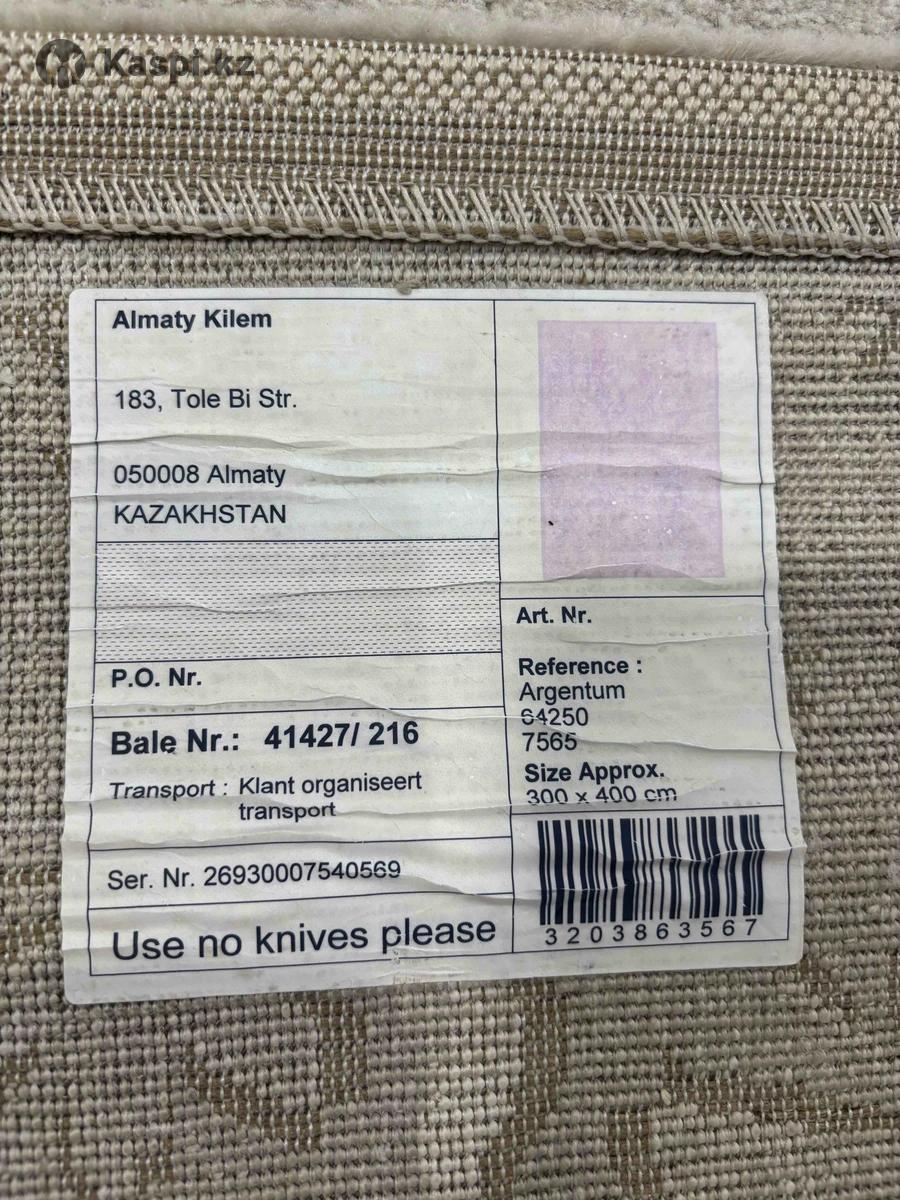 Kaspi.kz
Almaty Kilem
183, Tole Bi Str.
050008 Almaty
KAZAKHSTAN
P.O. Nr.
Bale Nr.: 41427/ 216
Transport : Klant organiseert
transport
Ser. Nr. 26930007540569
Use no knives please
Art. Nr.
Reference :
Argentum
64250
7565
Size Approx.
300 x 400 cm
3203863567